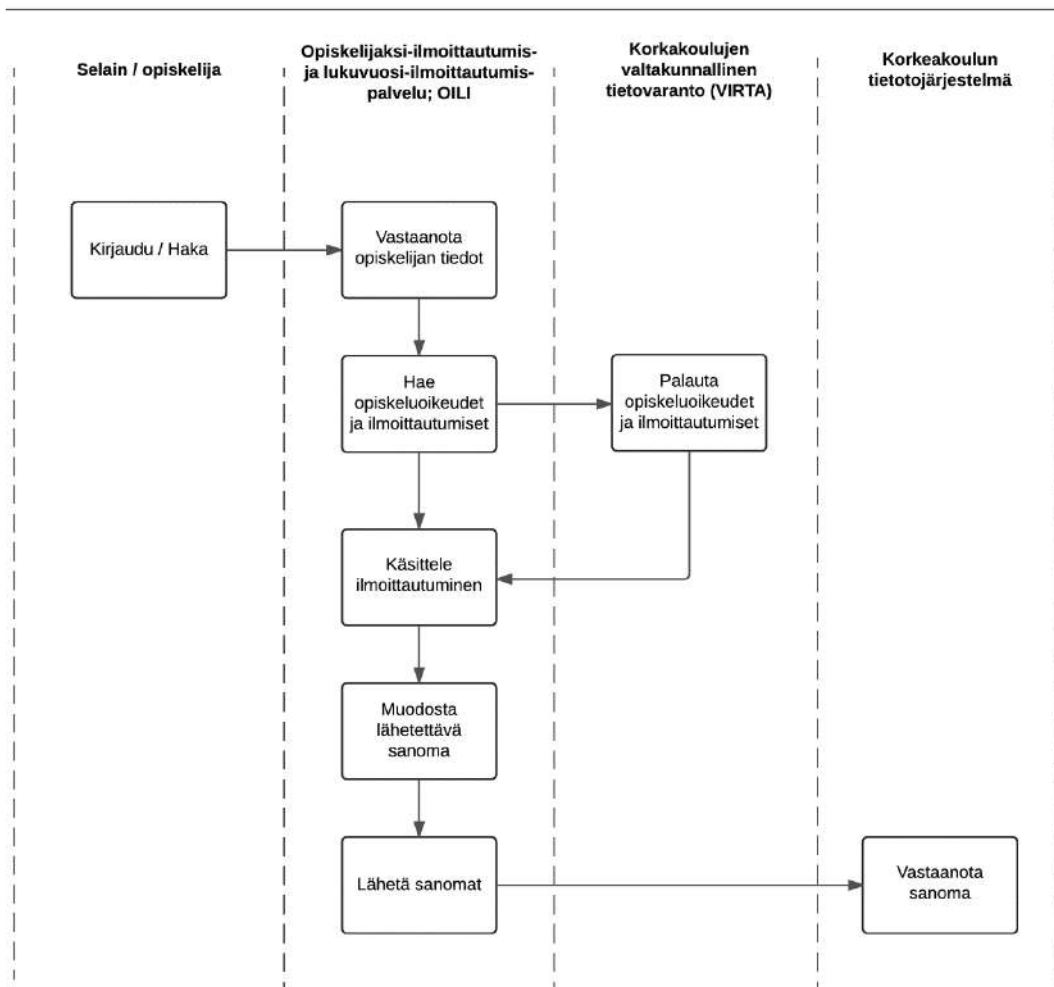 Selain / opiskelija
Opiskelijaksi-ilmoittautumis-
ja lukuvuosi-ilmoittautumis-
palvelu; OILI
Korkakoulujen
valtakunnallinen
tietovaranto (VIRTA)
Korkeakoulun
tietotojärjestelmä
Kirjaudu / Haka
Vastaanota
opiskelijan tiedot
Hae
opiskeluoikeudet
ja ilmoittautumiset
Palauta
opiskeluoikeudet
ja ilmoittautumiset
Käsittele
ilmoittautuminen
Muodosta
lähetettävä
sanoma
Lähetä sanomat
Vastaanota
sanoma